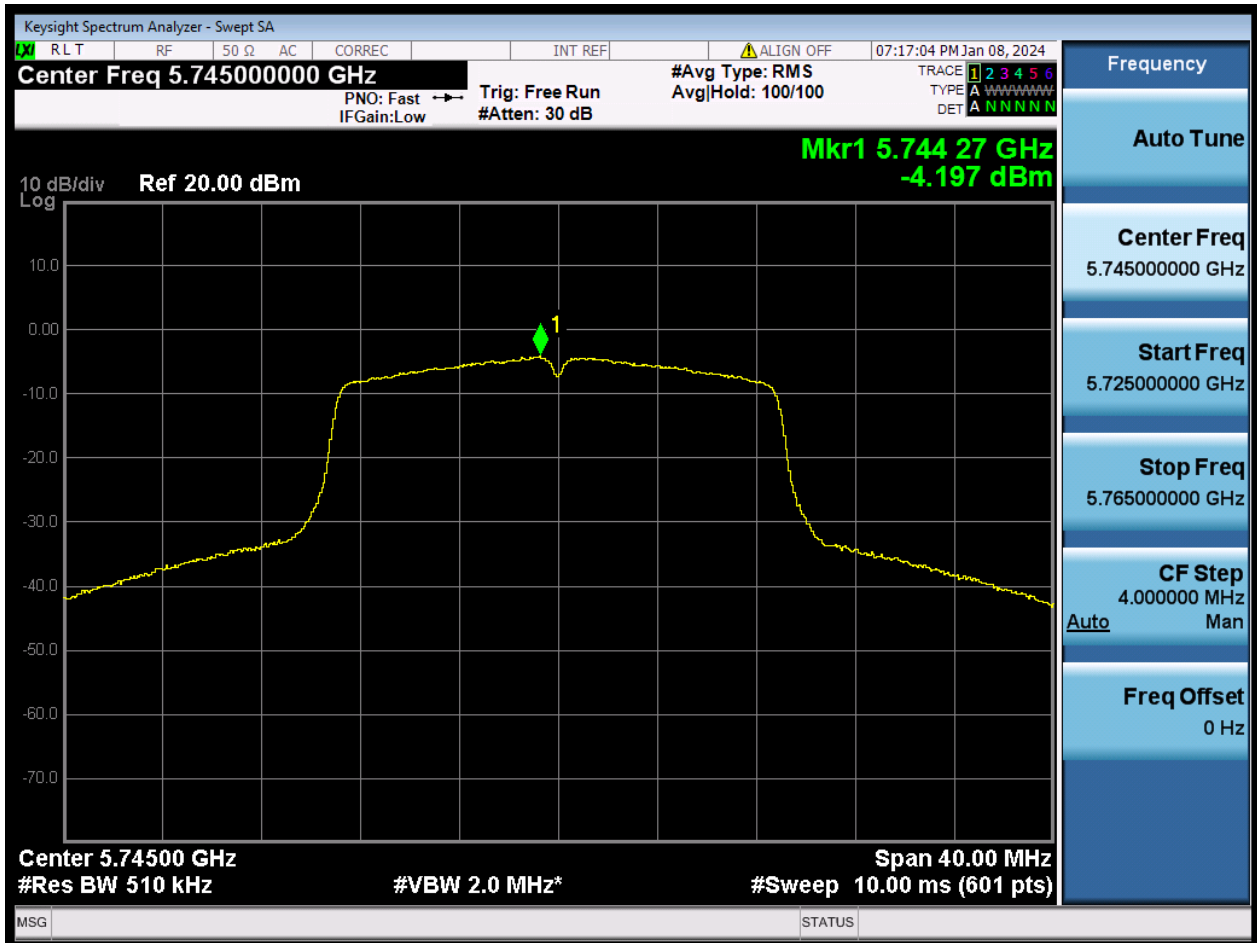 Keysight Spectrum Analyzer - Swept SA
LXI RLT RF 50 Ω AC CORREC INT REF ALIGN OFF 07:17:04 PM Jan 08, 2024
Center Freq 5.745000000 GHz
PNO: Fast
IFGain:Low
Trig: Free Run
#Atten: 30 dB
#Avg Type: RMS
Avg|Hold: 100/100
TRACE 1 2 3 4 5 6
TYPE A WWWWW
DET A N N N N N
Mkr1 5.744 27 GHz
-4.197 dBm
10 dB/div Ref 20.00 dBm
Log
10.0
0.00
-10.0
-20.0
-30.0
-40.0
-50.0
-60.0
-70.0
1
Center 5.74500 GHz Span 40.00 MHz
#Res BW 510 kHz #VBW 2.0 MHz* #Sweep 10.00 ms (601 pts)
MSG STATUS
Frequency
Auto Tune
Center Freq
5.745000000 GHz
Start Freq
5.725000000 GHz
Stop Freq
5.765000000 GHz
CF Step
4.000000 MHz
Auto Man
Freq Offset
0 Hz